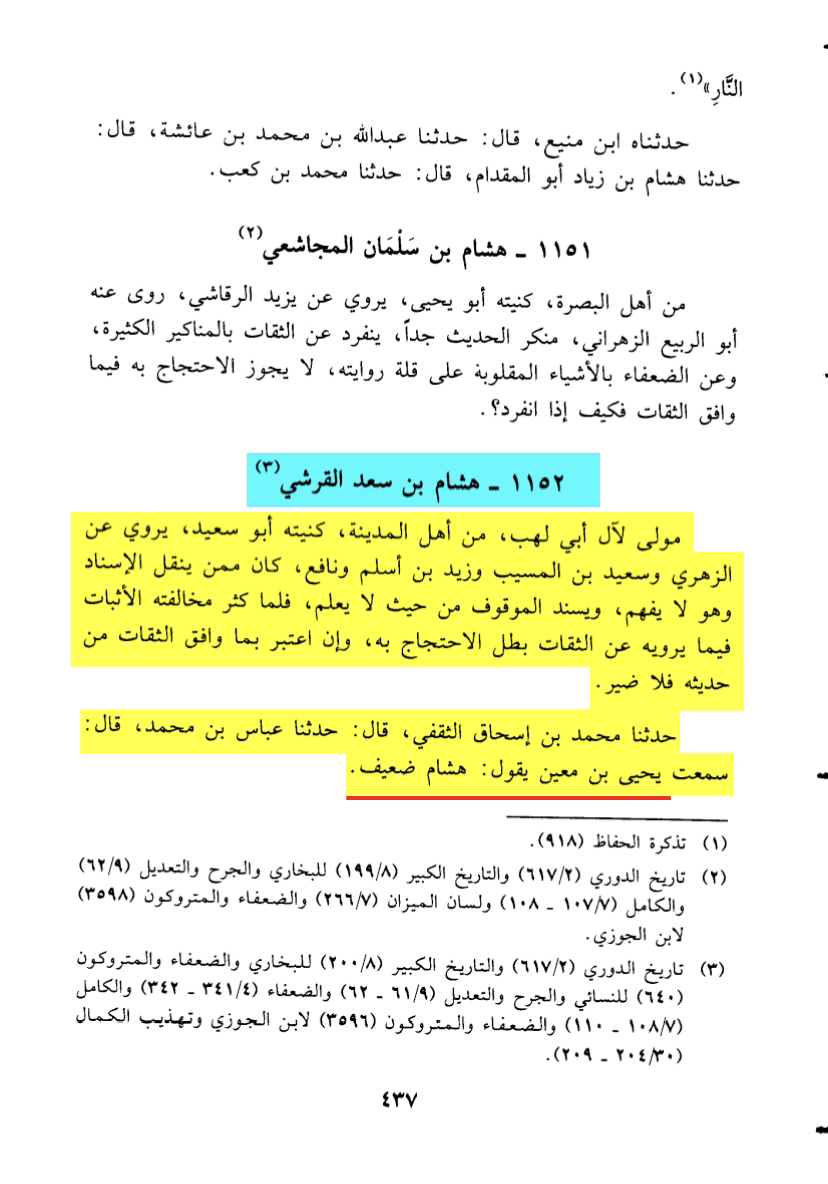 النَّارِ»(١).
حدثناه ابن منيع، قال: حدثنا عبدالله بن محمد بن عائشة، قال:
حدثنا هشام بن زياد أبو المقدام، قال: حدثنا محمد بن كعب.
١١٥١ ـ هشام بن سَلْمَان المجاشعي(٢)
من أهل البصرة، كنيته أبو يحيى، يروي عن يزيد الرقاشي، روى عنه
أبو الربيع الزهراني، منكر الحديث جداً، ينفرد عن الثقات بالمناكير الكثيرة،
وعن الضعفاء بالأشياء المقلوبة على قلة روايته، لا يجوز الاحتجاج به فيما
وافق الثقات فكيف إذا انفرد؟.
١١٥٢ ـ هشام بن سعد القرشي(٣)
مولى لآل أبي لهب، من أهل المدينة، كنيته أبو سعيد، يروي عن
الزهري وسعيد بن المسيب وزيد بن أسلم ونافع، كان ممن ينقل الإسناد
وهو لا يفهم، ويسند الموقوف من حيث لا يعلم، فلما كثر مخالفته الأثبات
فيما يرويه عن الثقات بطل الاحتجاج به، وإن اعتبر بما وافق الثقات من
حديثه فلا ضير.
حدثنا محمد بن إسحاق الثقفي، قال: حدثنا عباس بن محمد، قال:
سمعت يحيى بن معين يقول: هشام ضعيف.
(١) تذكرة الحفاظ (٩١٨).
(٢) تاريخ الدوري (٦١٧/٢) والتاريخ الكبير (١٩٩/٨) للبخاري والجرح والتعديل (٦٢/٩)
والكامل (١٠٧/٧ ـ ١٠٨) ولسان الميزان (٢٦٦/٧) والضعفاء والمتروكون (٣٥٩٨)
لابن الجوزي.
(٣) تاريخ الدوري (٦١٧/٢) والتاريخ الكبير (٢٠٠/٨) للبخاري والضعفاء والمتروكون
(٦٤٠) للنسائي والجرح والتعديل (٦١/٩ ـ ٦٢) والضعفاء (٣٤١/٤ ـ ٣٤٢) والكامل
(١٠٨/٧ ـ ١١٠) والضعفاء والمتروكون (٣٥٩٦) لابن الجوزي وتهذيب الكمال
(٢٠٤/٣٠ ـ ٢٠٩).
٤٣٧